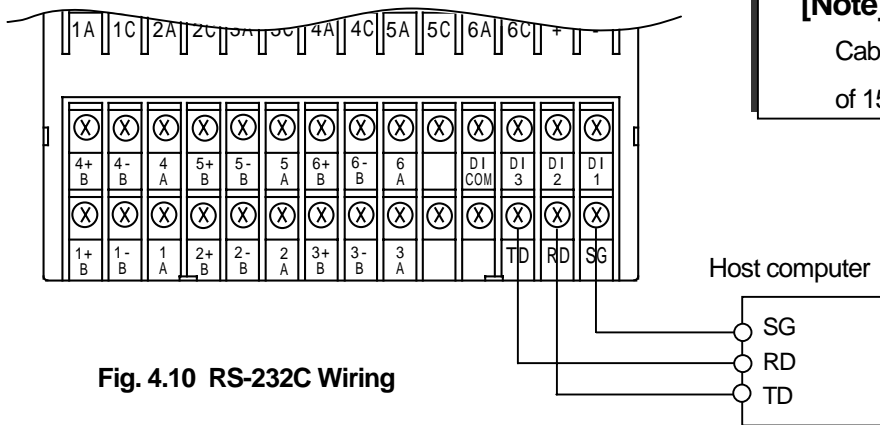 1A 1C 2A 2C 3A 3C 4A 4C 5A 5C 6A 6C + -
[Note]
Cab
of 15
4+ 4- 4 5+ 5- 5 6+ 6- 6 DI DI DI DI
B B A B B A B B A COM 3 2 1
1+ 1- 1 2+ 2- 2 3+ 3- 3 TD RD SG
B B A B B A B B A
Host computer
SG
RD
TD
Fig. 4.10 RS-232C Wiring